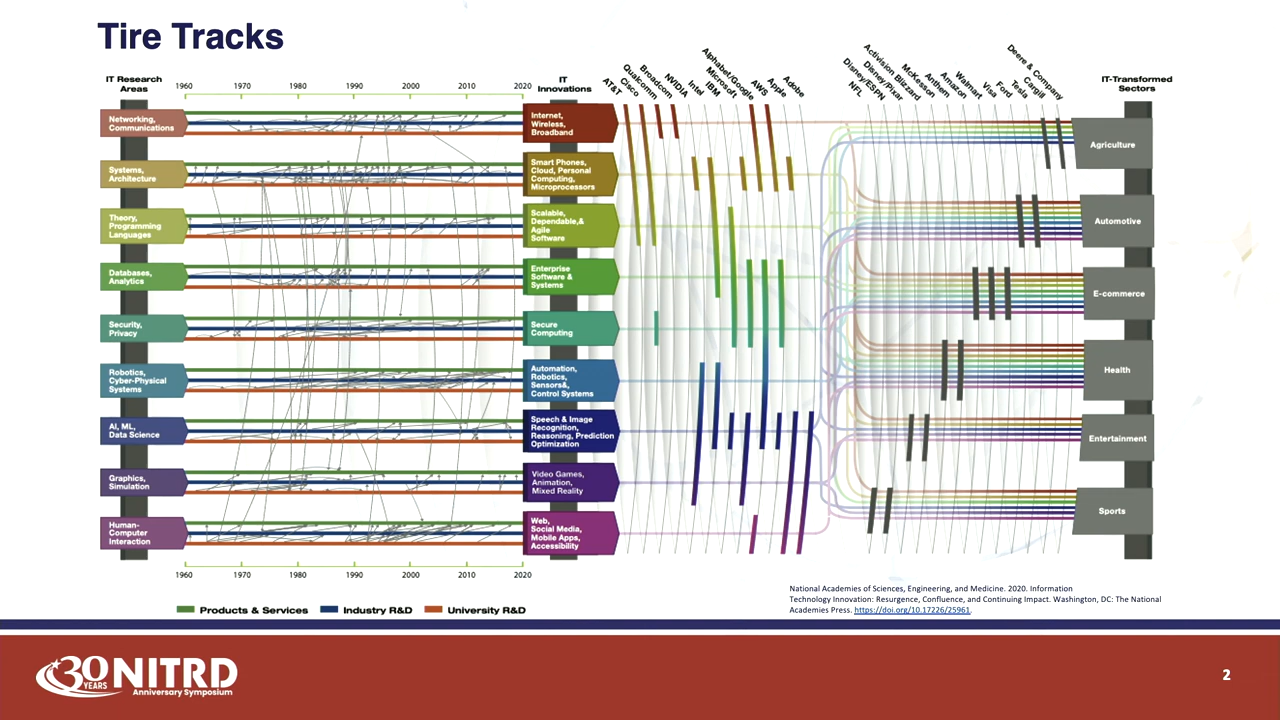 Tire Tracks
IT Research
Areas
1960
1970
1980
1990
2000
2010
2020
IT
Innovations
AT&T
Cisco
Qualcomm
Broadcom
NVIDIA
Intel
IBM
Microsoft
Alphabet/Google
AWS
Apple
Adobe
NFL
Disney/ESPN
Disney/Pixar
Activision Blizzard
McKesson
Anthem
Amazon
Walmart
Visa
Ford
Tesla
Cargill
Deere & Company
IT-Transformed
Sectors
Networking,
Communications
Systems,
Architecture
Theory,
Programming
Languages
Databases,
Analytics
Security,
Privacy
Robotics,
Cyber-Physical
Systems
AI, ML,
Data Science
Graphics,
Simulation
Human-
Computer
Interaction
Internet,
Wireless,
Broadband
Smart Phones,
Cloud, Personal
Computing,
Microprocessors
Scalable,
Dependable,&
Agile
Software
Enterprise
Software &
Systems
Secure
Computing
Automation,
Robotics,
Sensors&,
Control Systems
Speech & Image
Recognition,
Reasoning, Prediction
Optimization
Video Games,
Animation,
Mixed Reality
Web,
Social Media,
Mobile Apps,
Accessibility
Agriculture
Automotive
E-commerce
Health
Entertainment
Sports
1960
1970
1980
1990
2000
2010
2020
Products & Services
Industry R&D
University R&D
National Academies of Sciences, Engineering, and Medicine. 2020. Information
Technology Innovation: Resurgence, Confluence, and Continuing Impact. Washington, DC: The National
Academies Press. https://doi.org/10.17226/25961.
30 YEARS NITRD
Anniversary Symposium
2